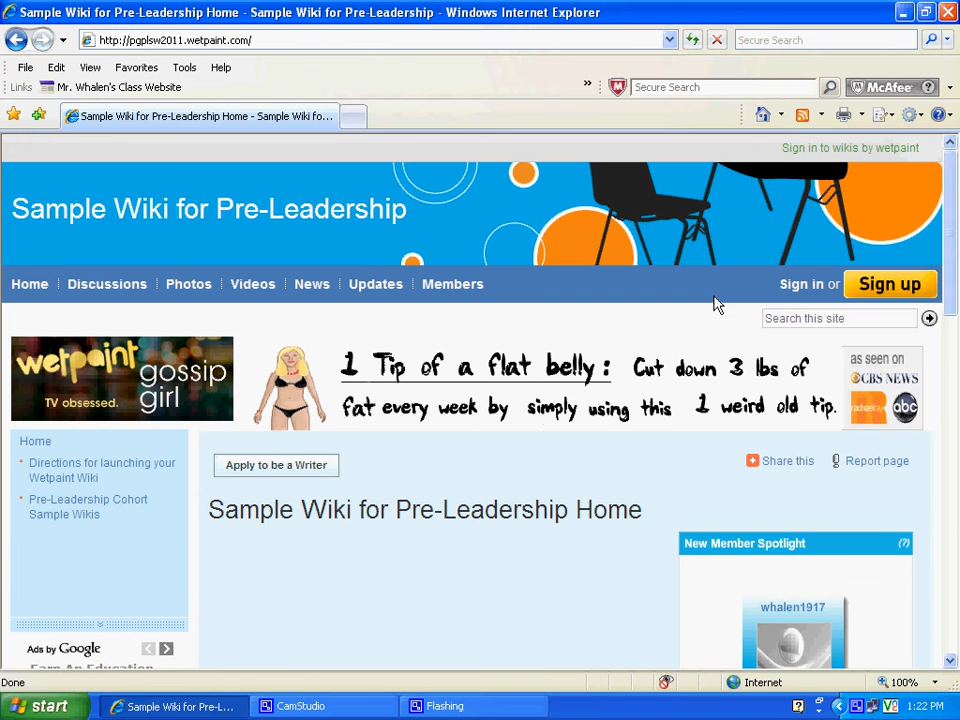 Sample Wiki for Pre-Leadership Home - Sample Wiki for Pre-Leadership - Windows Internet Explorer
http://pgplsw2011.wetpaint.com/
Secure Search
File Edit View Favorites Tools Help
Links Mr. Whalen's Class Website » Secure Search McAfee
Sample Wiki for Pre-Leadership Home - Sample Wiki fo...
Sign in to wikis by wetpaint
Sample Wiki for Pre-Leadership
Home Discussions Photos Videos News Updates Members Sign in or Sign up
Search this site
wetpaint gossip girl
TV obsessed.
1 Tip of a flat belly: Cut down 3 lbs of
fat every week by simply using this 1 weird old tip.
as seen on
CBS NEWS
abc
Home
Directions for launching your
Wetpaint Wiki
Pre-Leadership Cohort
Sample Wikis
Apply to be a Writer
Share this Report page
Sample Wiki for Pre-Leadership Home
New Member Spotlight (?)
whalen1917
Ads by Google
Earn An Education
Done Internet 100%
start Sample Wiki for Pre-L... CamStudio Flashing 1:22 PM